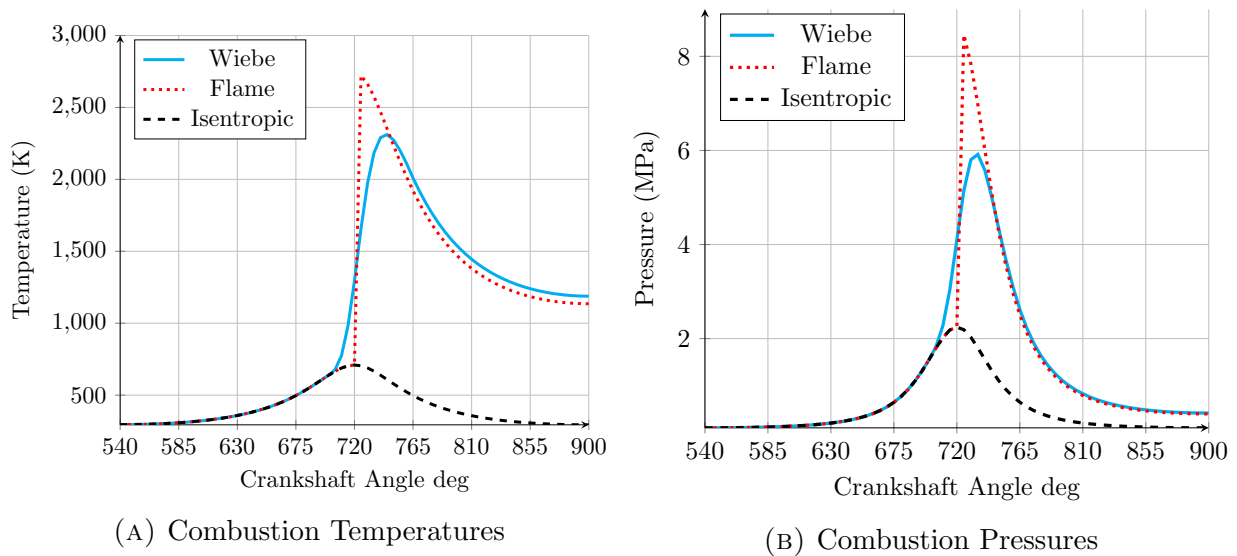 3,000
2,500
2,000
1,500
1,000
500
Temperature (K)
Wiebe
Flame
Isentropic
540 585 630 675 720 765 810 855 900
Crankshaft Angle deg
(A) Combustion Temperatures
8
6
4
2
Pressure (MPa)
Wiebe
Flame
Isentropic
540 585 630 675 720 765 810 855 900
Crankshaft Angle deg
(B) Combustion Pressures